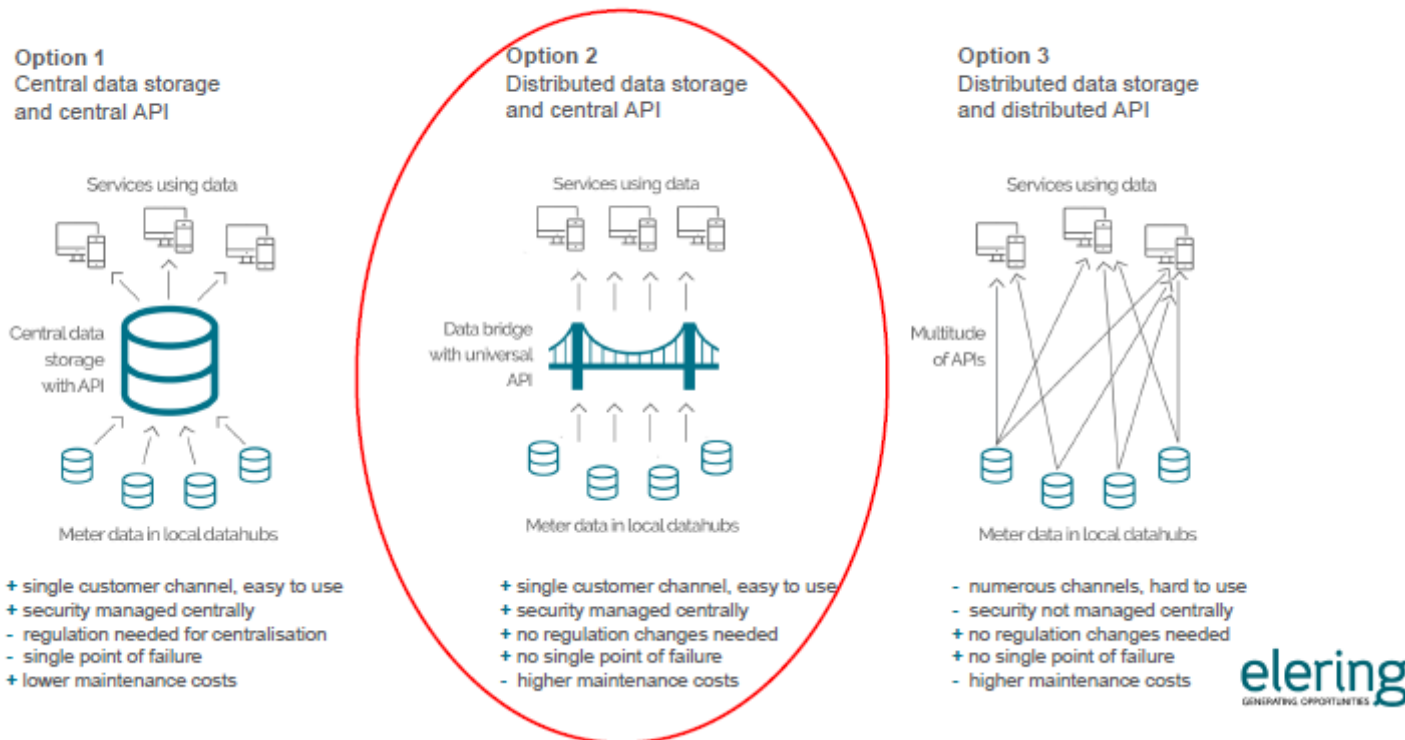 Option 1
Central data storage
and central API
Services using data
Central data
storage
with API
Meter data in local datahubs
+ single customer channel, easy to use
+ security managed centrally
- regulation needed for centralisation
- single point of failure
+ lower maintenance costs
Option 2
Distributed data storage
and central API
Services using data
Data bridge
with universal
API
Meter data in local datahubs
+ single customer channel, easy to use
+ security managed centrally
+ no regulation changes needed
+ no single point of failure
- higher maintenance costs
Option 3
Distributed data storage
and distributed API
Services using data
Multitude
of APIs
Meter data in local datahubs
- numerous channels, hard to use
- security not managed centrally
+ no regulation changes needed
+ no single point of failure
- higher maintenance costs
elering
GENERATING OPPORTUNITIES